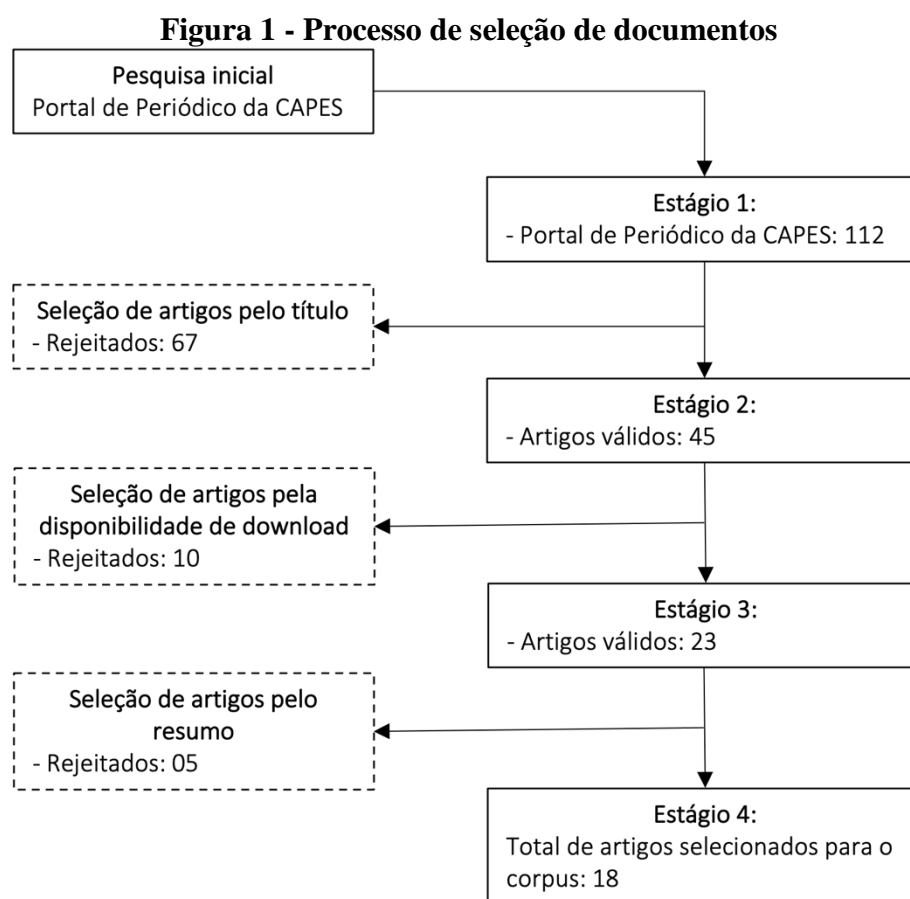 Figura 1 - Processo de seleção de documentos
Pesquisa inicial
Portal de Periódico da CAPES
Estágio 1:
- Portal de Periódico da CAPES: 112
Seleção de artigos pelo título
- Rejeitados: 67
Estágio 2:
- Artigos válidos: 45
Seleção de artigos pela
disponibilidade de download
- Rejeitados: 10
Estágio 3:
- Artigos válidos: 23
Seleção de artigos pelo
resumo
- Rejeitados: 05
Estágio 4:
Total de artigos selecionados para o
corpus: 18